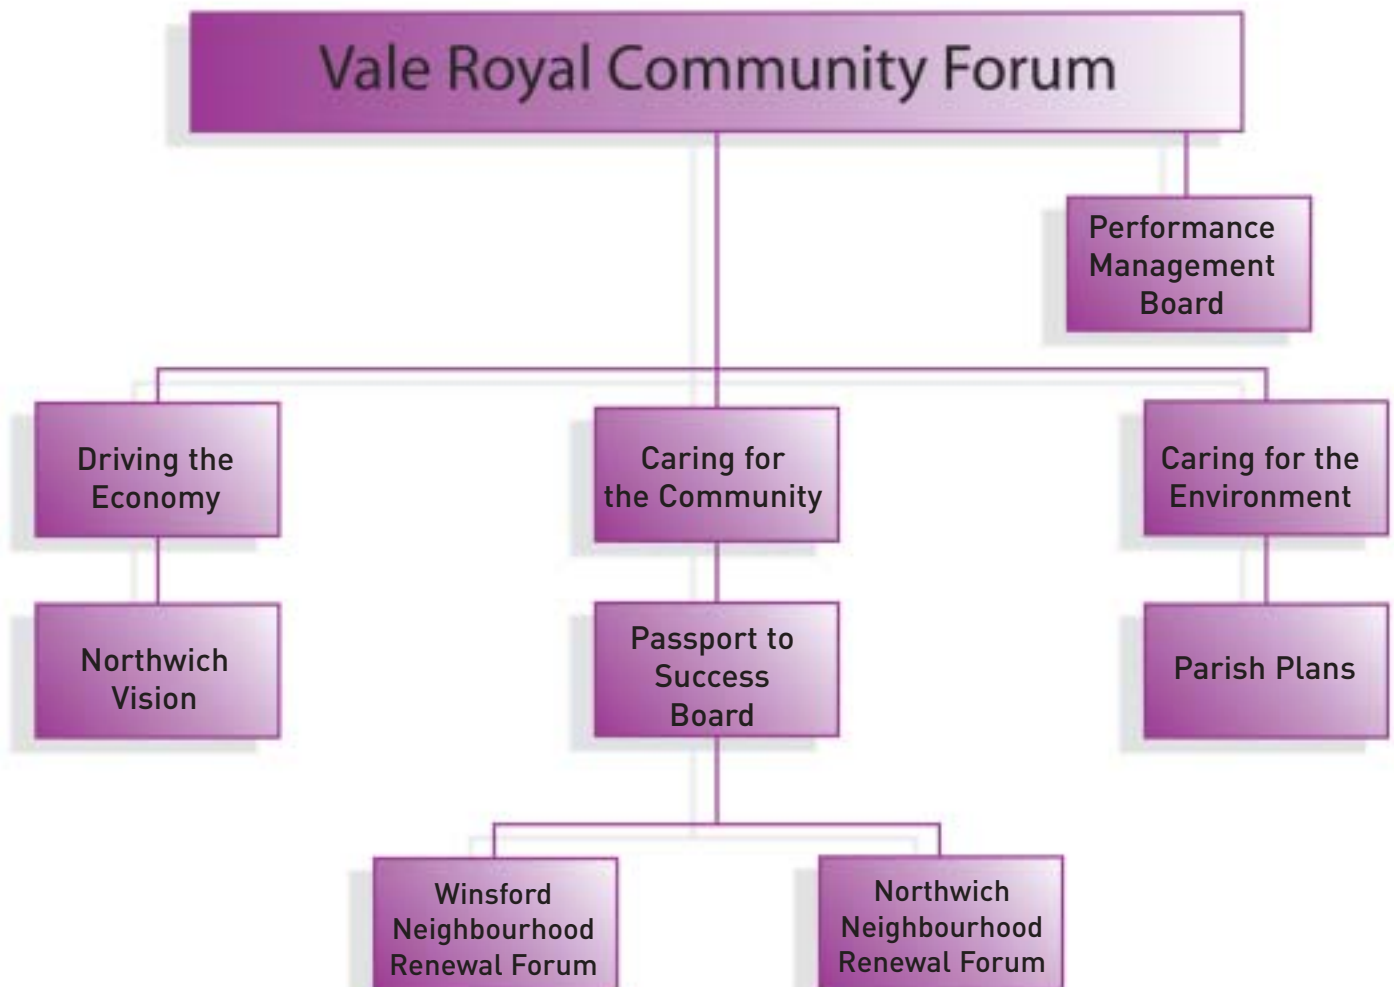 Vale Royal Community Forum
Performance
Management
Board
Driving the
Economy
Caring for
the Community
Caring for the
Environment
Northwich
Vision
Passport to
Success
Board
Parish Plans
Winsford
Neighbourhood
Renewal Forum
Northwich
Neighbourhood
Renewal Forum